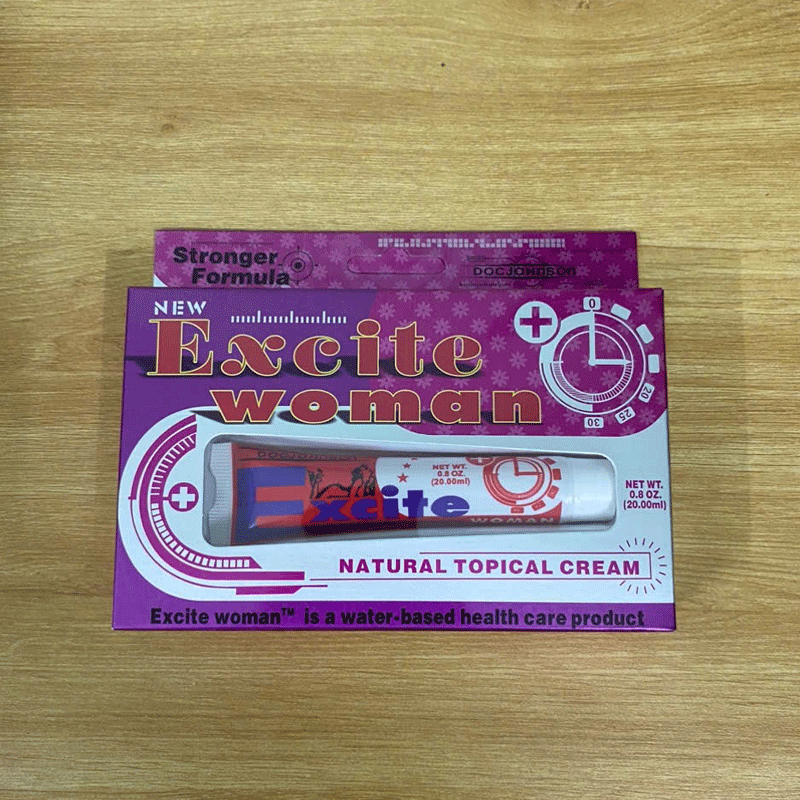 Stronger
Formula
DOCJOHNSON
NEW
Excite
woman
0
20
25
30
NET WT.
0.8 OZ.
(20.00ml)
Excite
WOMAN
NET WT.
0.8 OZ.
(20.00ml)
NATURAL TOPICAL CREAM
Excite woman™ is a water-based health care product